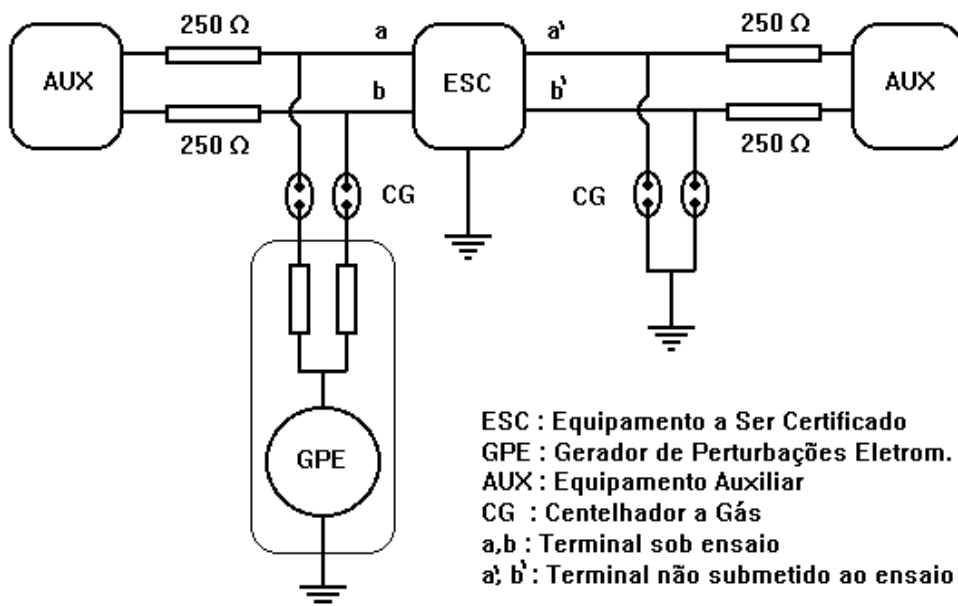 250 Ω
a
a'
250 Ω
AUX
ESC
AUX
b
b'
250 Ω
250 Ω
CG
CG
GPE
ESC : Equipamento a Ser Certificado
GPE : Gerador de Perturbações Eletrom.
AUX : Equipamento Auxiliar
CG : Centelhador a Gás
a,b : Terminal sob ensaio
a', b' : Terminal não submetido ao ensaio